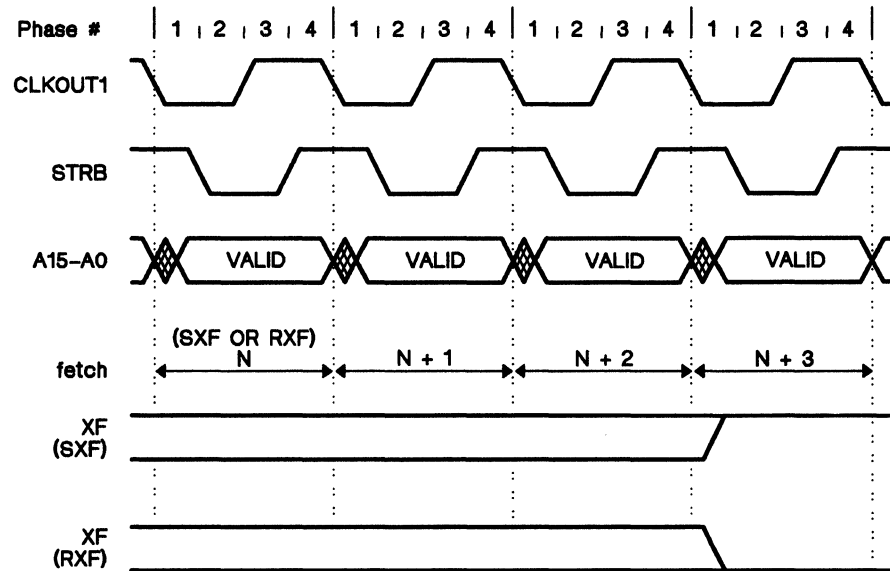 Phase # 1 2 3 4 1 2 3 4 1 2 3 4 1 2 3 4
CLKOUT1
STRB
A15–A0 VALID VALID VALID VALID
(SXF OR RXF)
fetch N N + 1 N + 2 N + 3
XF
(SXF)
XF
(RXF)